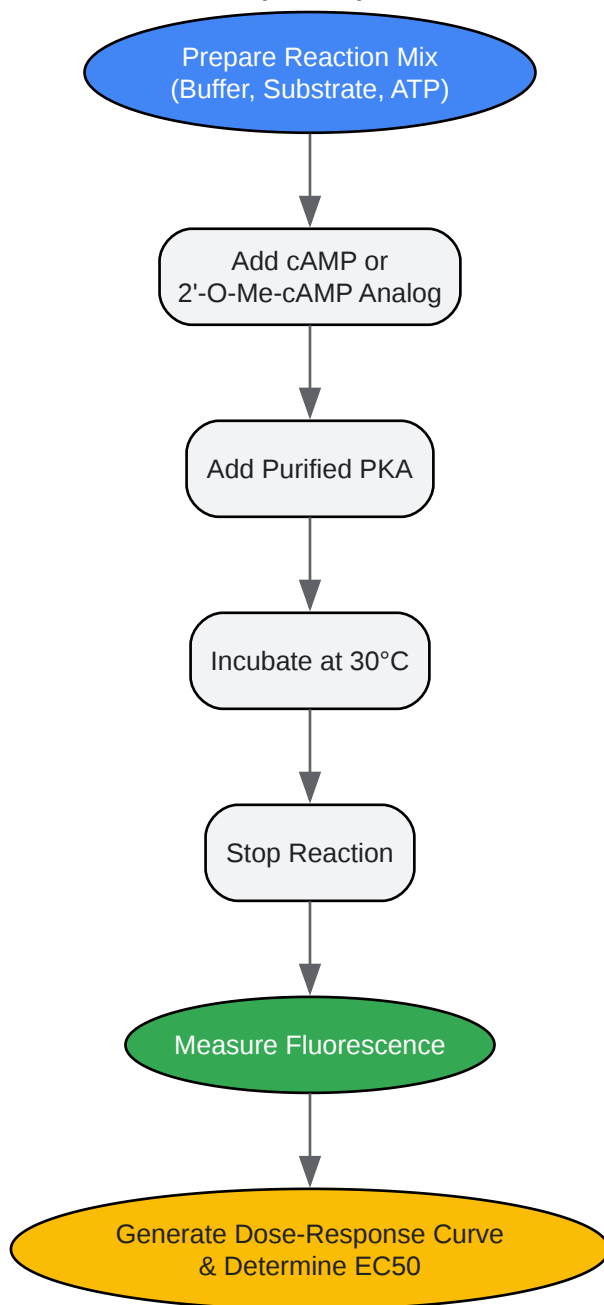 Prepare Reaction Mix
(Buffer, Substrate, ATP)
Add cAMP or
2'-O-Me-cAMP Analog
Add Purified PKA
Incubate at 30°C
Stop Reaction
Measure Fluorescence
Generate Dose-Response Curve
& Determine EC50